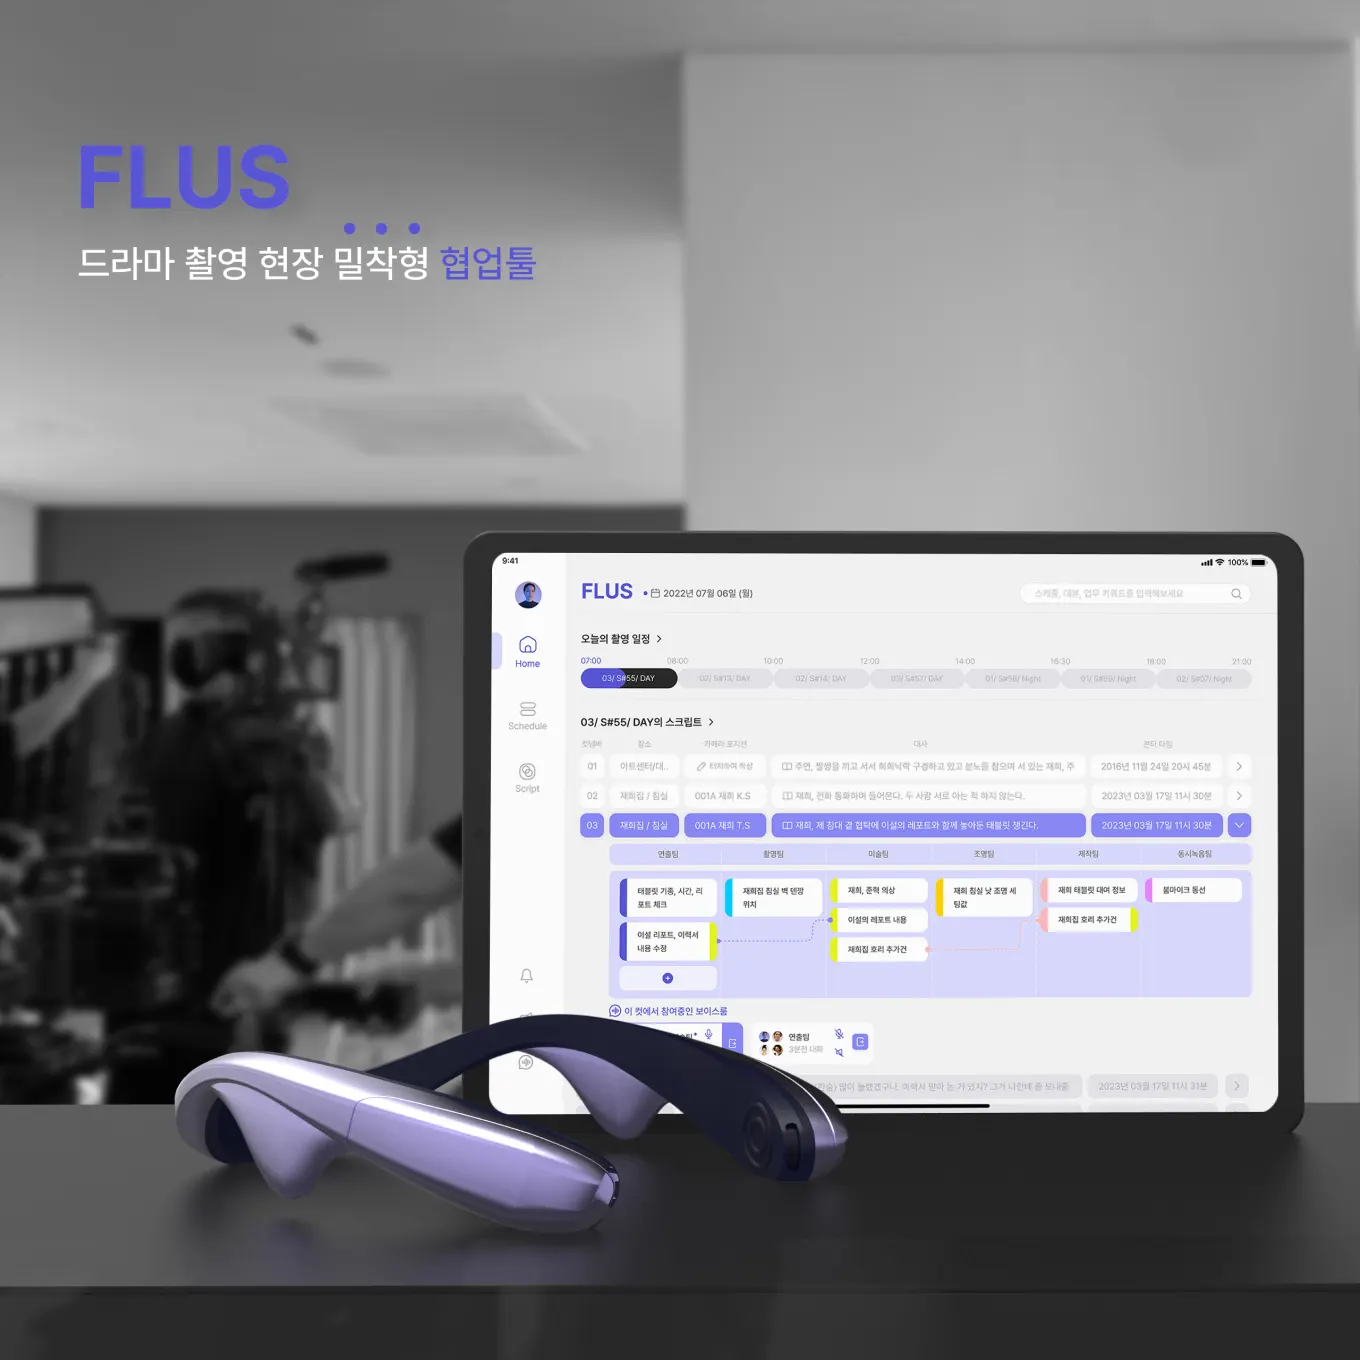 FLUS
드라마 촬영 현장 밀착형 협업툴
9:41
100%
FLUS
2022년 07월 06일 (월)
스케줄, 대본, 업무 키워드를 입력해보세요
Home
Schedule
Script
오늘의 촬영 일정
07:00 08:00 10:00 12:00 14:00 16:30 18:00 21:00
03/ S#55/ DAY 02/ S#13/ DAY 02/ S#14/ DAY 03/ S#57/ DAY 01/ S#58/ Night 01/ S#59/ Night 02/ S#07/ Night
03/ S#55/ DAY의 스크립트
컷넘버 장소 카메라 포지션 대사 콘티 타임
01 아트센터/대.. 터치하여 작성 주연, 팔짱을 끼고 서서 희희낙락 구경하고 있고 분노를 참으며 서 있는 재희, 주 2016년 11월 24일 20시 45분
02 재희집 / 침실 001A 재희 K.S 재희, 전화 통화하며 들어온다. 두 사람 서로 아는 척 하지 않는다. 2023년 03월 17일 11시 30분
03 재희집 / 침실 001A 재희 T.S 재희, 제 침대 곁 협탁에 이설의 레포트와 함께 놓아둔 태블릿 챙긴다. 2023년 03월 17일 11시 30분
연출팀 촬영팀 미술팀 조명팀 제작팀 동시녹음팀
태블릿 기종, 시간, 리
포트 체크
재희집 침실 벽 덴깡
위치
재희, 준혁 의상
재희 침실 낮 조명 세
팅값
재희 태블릿 대여 정보
붐마이크 동선
이설 리포트, 이력서
내용 수정
이설의 레포트 내용
재희집 호리 추가건
재희집 호리 추가건
이 컷에서 참여중인 보이스룸
연출팀
3분전 대화
많이 늘렸겠구나. 2023년 03월 17일 11시 31분